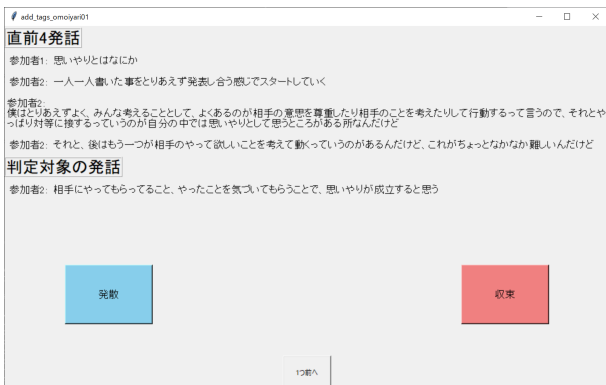 add_tags_omoiyari01
直前4発話
参加者1: 思いやりとはなにか
参加者2: 一人一人書いた事をとりあえず発表し合う感じでスタートしていく
参加者2:
僕はとりあえずよく、みんな考えることとして、よくあるのが相手の意思を尊重したり相手のことを考えたりして行動するって言うので、それとや
っぱり対等に接するっていうのが自分の中では思いやりとして思うところがある所なんだけど
参加者2: それと、後はもう一つが相手のやって欲しいことを考えて動くっていうのがあるんだけど、これがちょっとなかなか難しいんだけど
判定対象の発話
参加者2: 相手にやってもらってること、やったことを気づいてもらうことで、思いやりが成立すると思う
発散
収束
1つ前へ